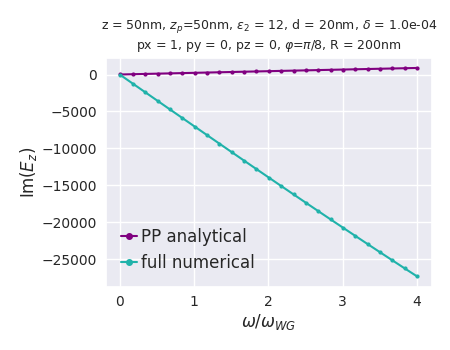 z = 50nm, z_p=50nm, ε_2 = 12, d = 20nm, δ = 1.0e-04
px = 1, py = 0, pz = 0, φ=π/8, R = 200nm
0
−5000
−10000
−15000
−20000
−25000
Im(E_z)
PP analytical
full numerical
0 1 2 3 4
ω/ω_WG